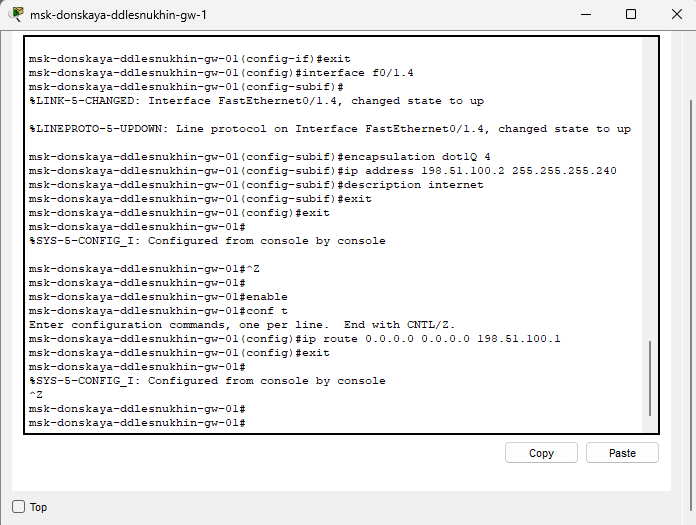 msk-donskaya-ddlesnukhin-gw-1
msk-donskaya-ddlesnukhin-gw-01(config-if)#exit
msk-donskaya-ddlesnukhin-gw-01(config)#interface f0/1.4
msk-donskaya-ddlesnukhin-gw-01(config-subif)#
%LINK-5-CHANGED: Interface FastEthernet0/1.4, changed state to up
%LINEPROTO-5-UPDOWN: Line protocol on Interface FastEthernet0/1.4, changed state to up
msk-donskaya-ddlesnukhin-gw-01(config-subif)#encapsulation dot1Q 4
msk-donskaya-ddlesnukhin-gw-01(config-subif)#ip address 198.51.100.2 255.255.255.240
msk-donskaya-ddlesnukhin-gw-01(config-subif)#description internet
msk-donskaya-ddlesnukhin-gw-01(config-subif)#exit
msk-donskaya-ddlesnukhin-gw-01(config)#exit
msk-donskaya-ddlesnukhin-gw-01#
%SYS-5-CONFIG_I: Configured from console by console
msk-donskaya-ddlesnukhin-gw-01#^Z
msk-donskaya-ddlesnukhin-gw-01#
msk-donskaya-ddlesnukhin-gw-01#enable
msk-donskaya-ddlesnukhin-gw-01#conf t
Enter configuration commands, one per line.  End with CNTL/Z.
msk-donskaya-ddlesnukhin-gw-01(config)#ip route 0.0.0.0 0.0.0.0 198.51.100.1
msk-donskaya-ddlesnukhin-gw-01(config)#exit
msk-donskaya-ddlesnukhin-gw-01#
%SYS-5-CONFIG_I: Configured from console by console
^Z
msk-donskaya-ddlesnukhin-gw-01#
msk-donskaya-ddlesnukhin-gw-01#
Copy Paste
Top